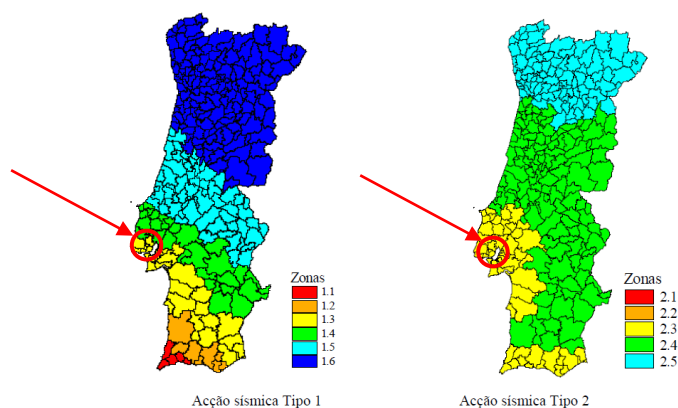 Zonas
1.1
1.2
1.3
1.4
1.5
1.6
Acção sísmica Tipo 1
Zonas
2.1
2.2
2.3
2.4
2.5
Acção sísmica Tipo 2